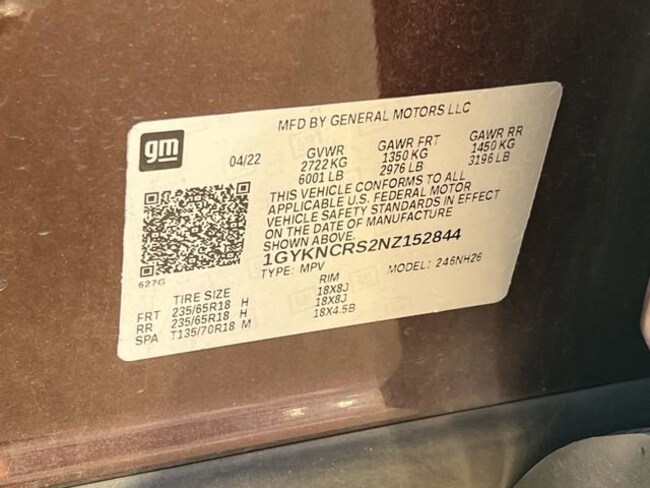 MFD BY GENERAL MOTORS LLC
gm
04/22 GVWR GAWR FRT GAWR RR
2722 KG 1350 KG 1450 KG
6001 LB 2976 LB 3196 LB
THIS VEHICLE CONFORMS TO ALL
APPLICABLE U.S. FEDERAL MOTOR
VEHICLE SAFETY STANDARDS IN EFFECT
ON THE DATE OF MANUFACTURE
SHOWN ABOVE.
1GYKNCRS2NZ152844
627G
TYPE: MPV MODEL: 246NH26
TIRE SIZE RIM
FRT 235/65R18 H 18X8J
RR 235/65R18 H 18X8J
SPA T135/70R18 M 18X4.5B